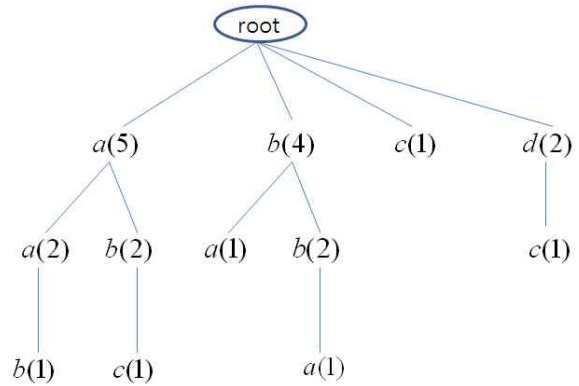 root
a(5) b(4) c(1) d(2)
a(2) b(2) a(1) b(2) c(1)
b(1) c(1) a(1)